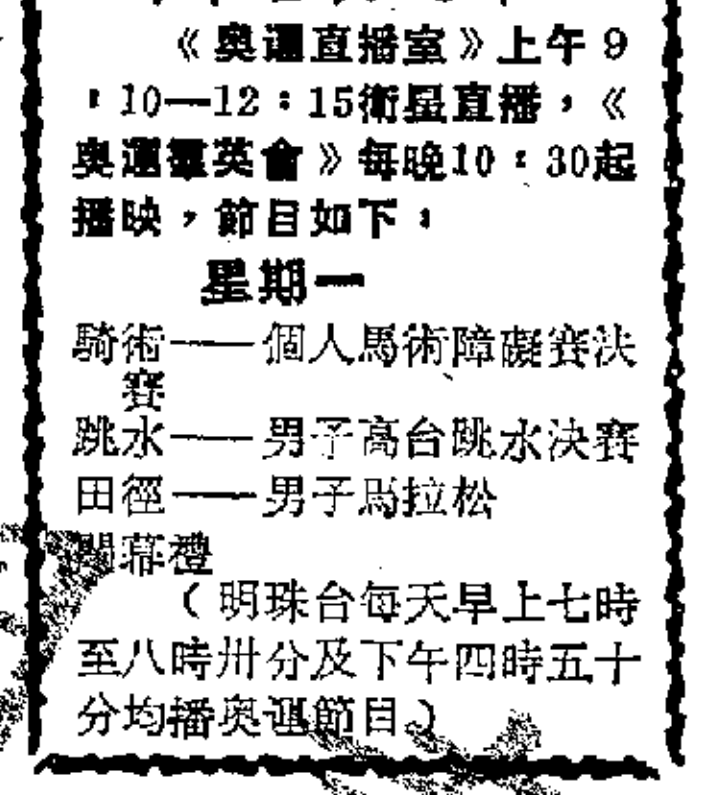 《奧運直播室》上午9
：10—12：15衞星直播，《
奧運羣英會》每晚10：30起
播映，節目如下：
星期一
騎術——個人馬術障礙賽決
賽
跳水——男子高台跳水決賽
田徑——男子馬拉松
閉幕禮
（明珠台每天早上七時
至八時卅分及下午四時五十
分均播奧運節目。）